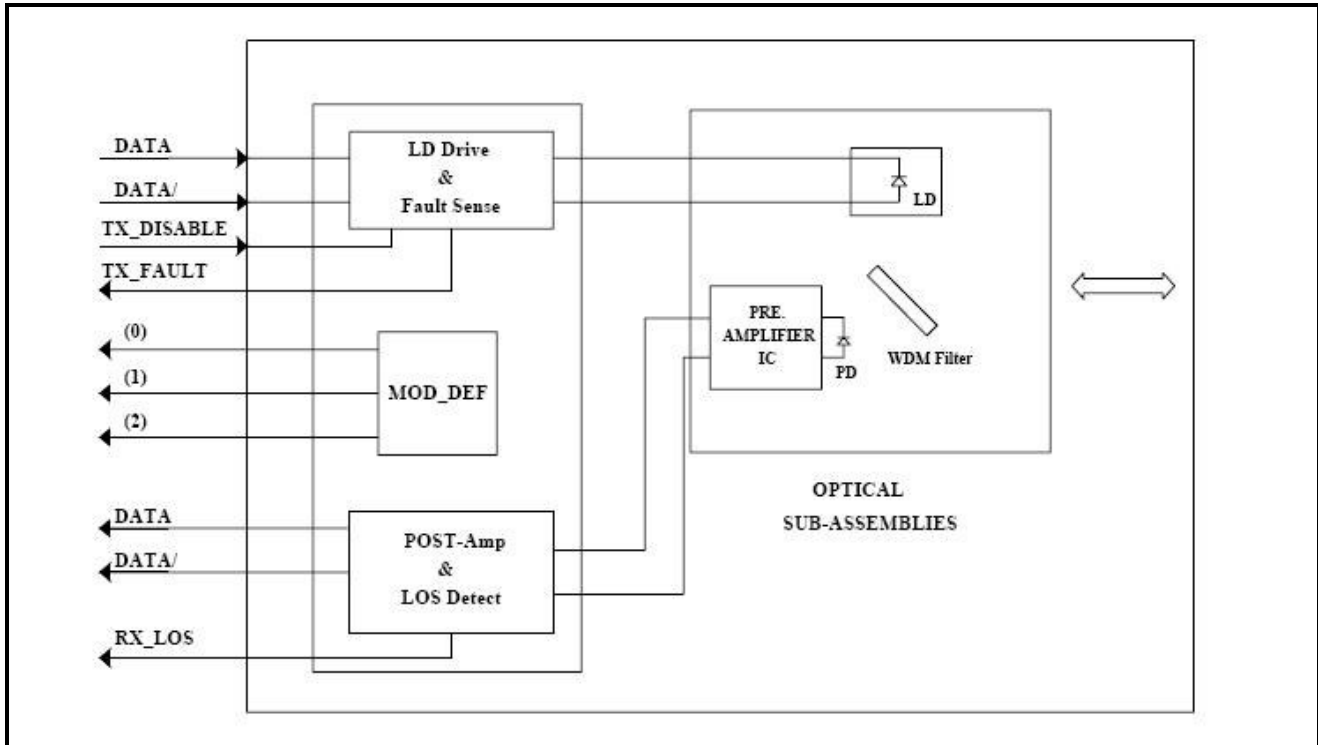 DATA
DATA/
TX_DISABLE
TX_FAULT
LD Drive
&
Fault Sense
LD
(0)
(1)
(2)
MOD_DEF
PRE.
AMPLIFIER
IC
PD
WDM Filter
OPTICAL
SUB-ASSEMBLIES
DATA
DATA/
RX_LOS
POST-Amp
&
LOS Detect